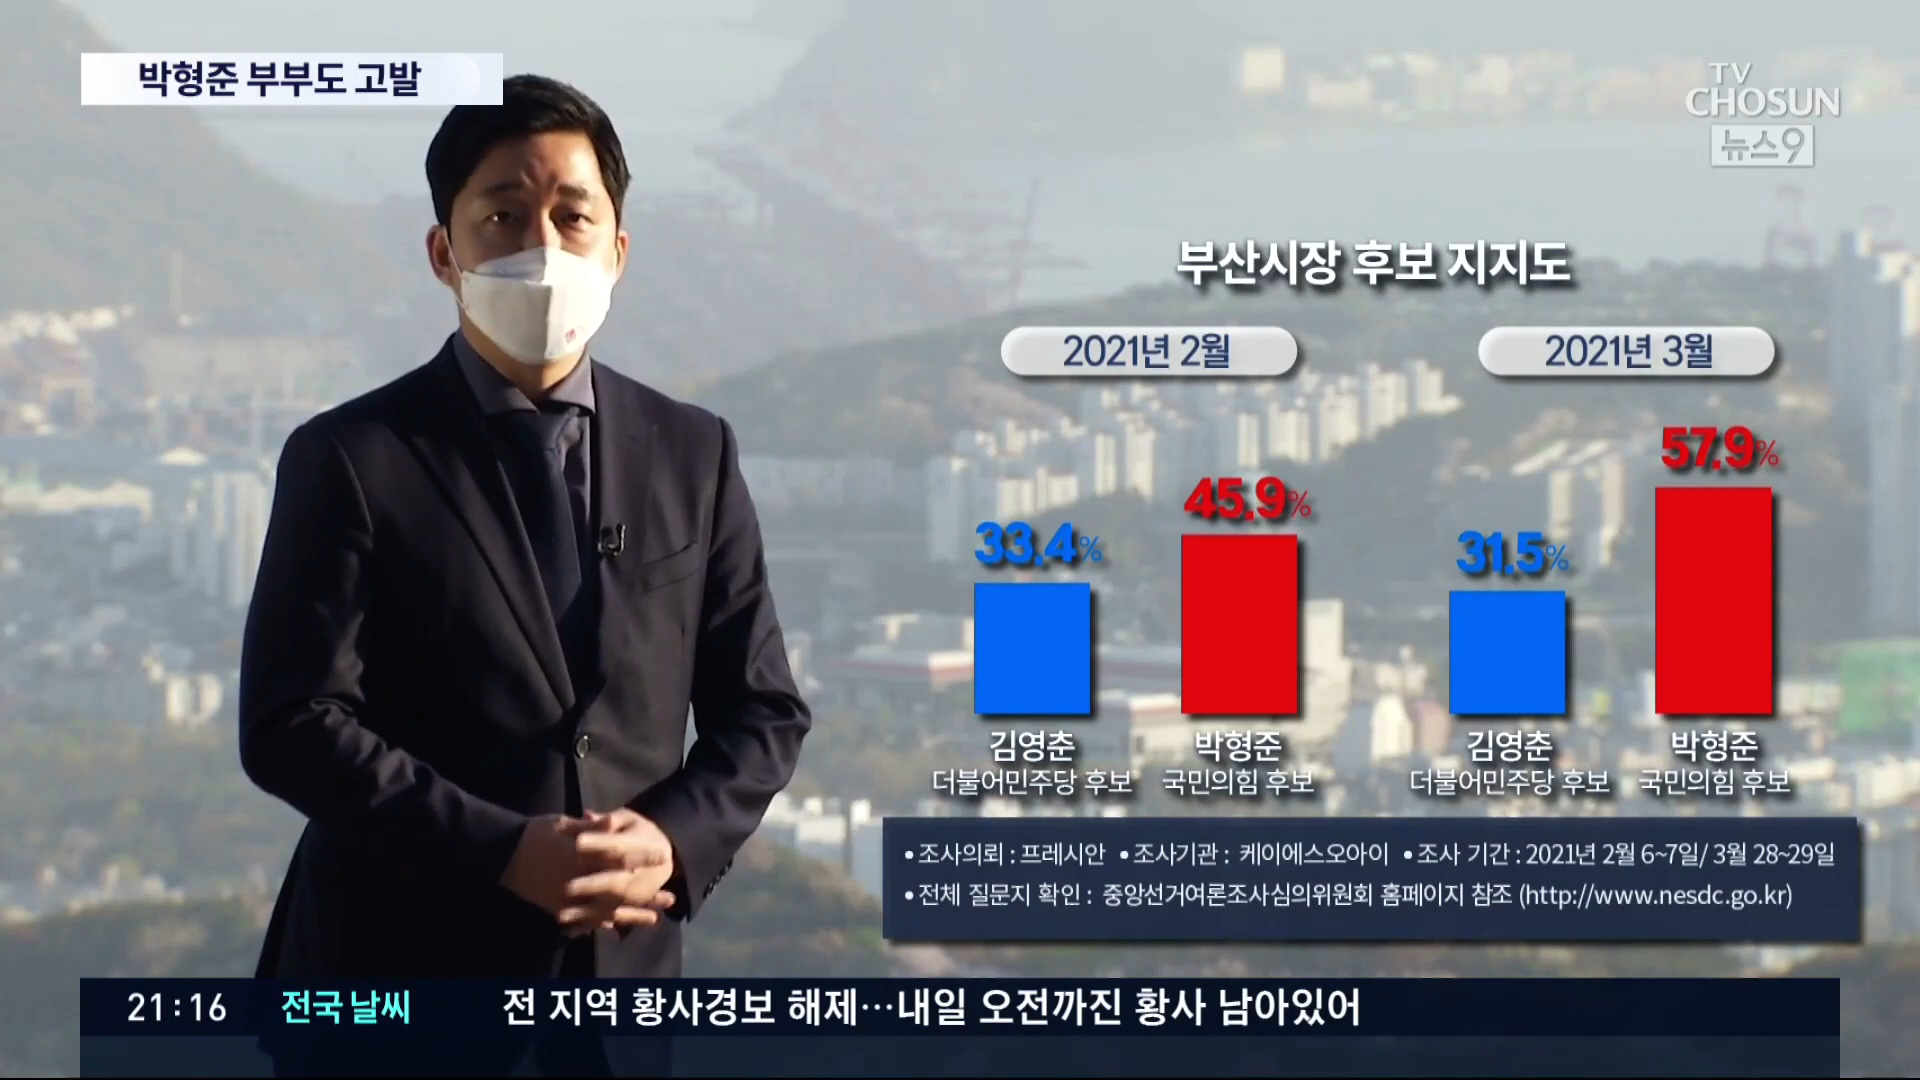 박형준 부부도 고발
TV
CHOSUN
뉴스9
부산시장 후보 지지도
2021년 2월
2021년 3월
33.4%
45.9%
31.5%
57.9%
김영춘
더불어민주당 후보
박형준
국민의힘 후보
김영춘
더불어민주당 후보
박형준
국민의힘 후보
•조사의뢰 : 프레시안 •조사기관 : 케이에스오아이 •조사 기간 : 2021년 2월 6~7일/ 3월 28~29일
•전체 질문지 확인 : 중앙선거여론조사심의위원회 홈페이지 참조 (http://www.nesdc.go.kr)
21:16 전국 날씨 전 지역 황사경보 해제…내일 오전까진 황사 남아있어